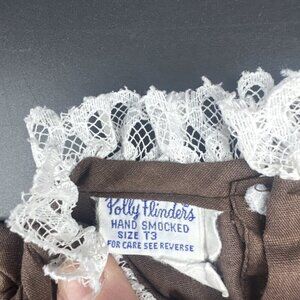 Polly Flinders
HAND SMOCKED
SIZE T3
FOR CARE SEE REVERSE